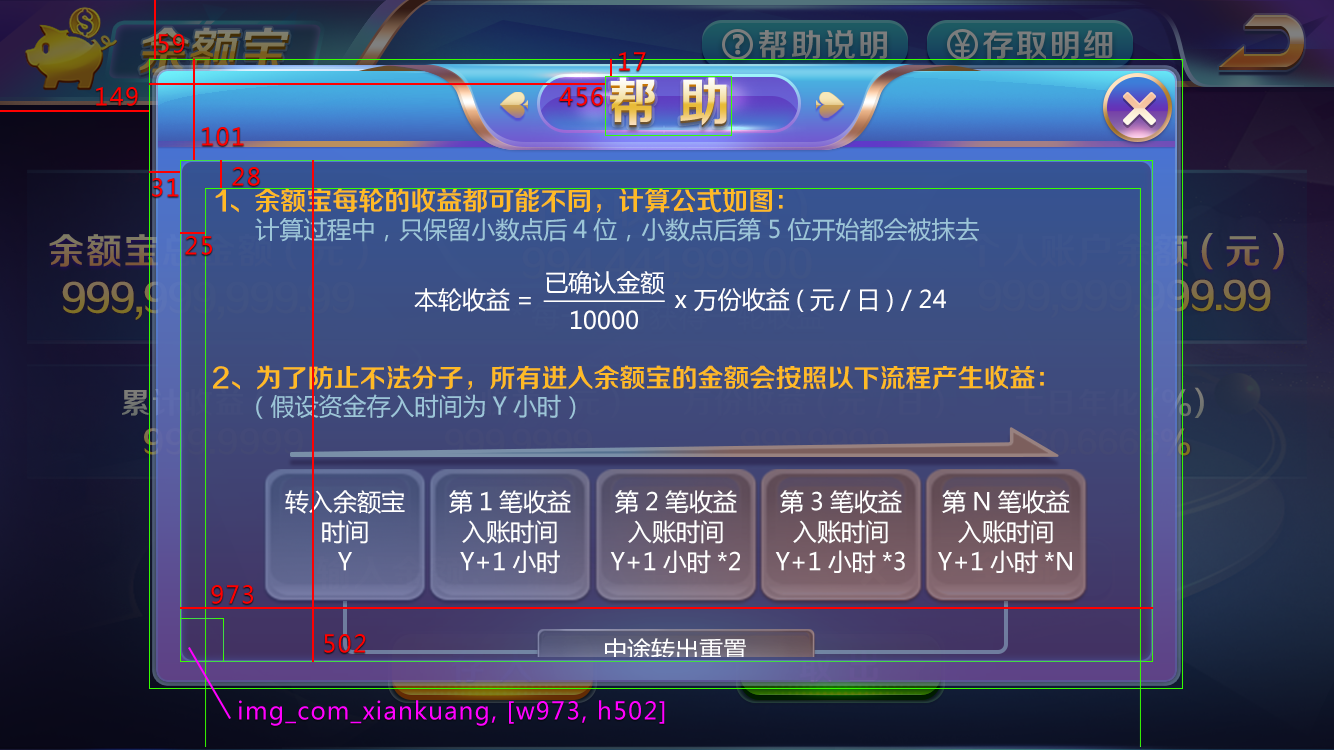 余额宝
帮助说明
存取明细
59
17
149
456
帮 助
101
31
28
1、余额宝每轮的收益都可能不同，计算公式如图：
计算过程中，只保留小数点后 4 位，小数点后第 5 位开始都会被抹去
25
余额宝
额（元）
999,9
99.99
本轮收益 = 已确认金额 / 10000 x 万份收益 ( 元 / 日 ) / 24
2、为了防止不法分子，所有进入余额宝的金额会按照以下流程产生收益：
（假设资金存入时间为 Y 小时）
累计
%)
转入余额宝
时间
Y
第 1 笔收益
入账时间
Y+1 小时
第 2 笔收益
入账时间
Y+1 小时 *2
第 3 笔收益
入账时间
Y+1 小时 *3
第 N 笔收益
入账时间
Y+1 小时 *N
973
502
中途转出重置
img_com_xiankuang, [w973, h502]